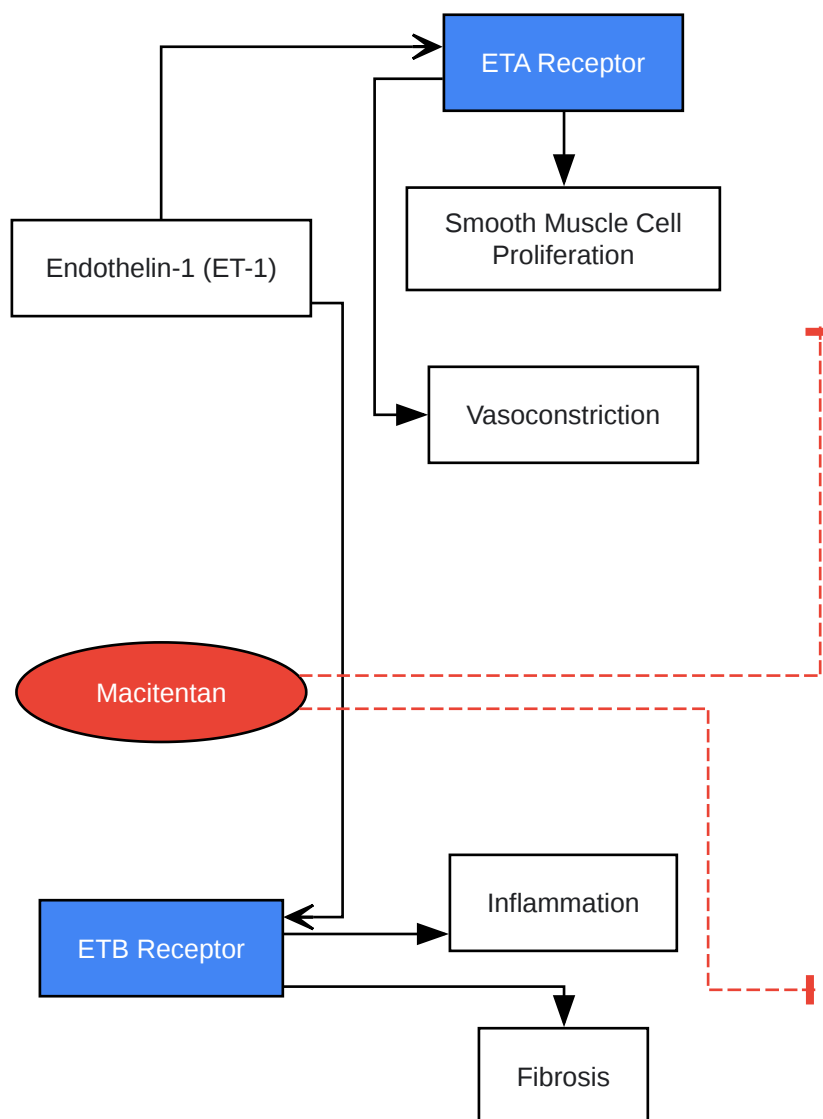 ETA Receptor
Smooth Muscle Cell
Proliferation
Endothelin-1 (ET-1)
Vasoconstriction
Macitentan
Inflammation
ETB Receptor
Fibrosis